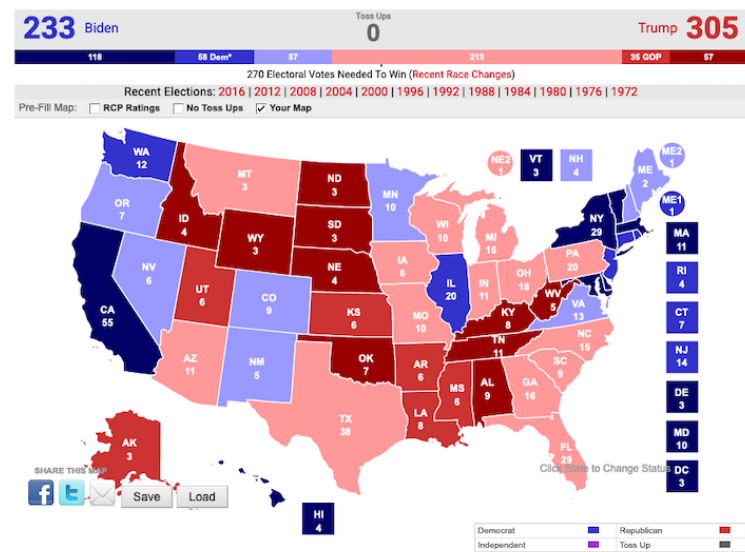 233 Biden
Toss Ups
0
Trump 305
118
58 Dem*
57
213
35 GOP
57
270 Electoral Votes Needed To Win (Recent Race Changes)
Recent Elections: 2016 | 2012 | 2008 | 2004 | 2000 | 1996 | 1992 | 1988 | 1984 | 1980 | 1976 | 1972
Pre-Fill Map: RCP Ratings No Toss Ups Your Map
WA
12
OR
7
CA
55
NV
6
ID
4
MT
3
WY
3
UT
6
AZ
11
CO
9
NM
5
ND
3
SD
3
NE
4
KS
6
OK
7
TX
38
MN
10
IA
6
MO
10
AR
6
LA
8
WI
10
IL
20
MS
6
MI
16
IN
11
OH
18
KY
8
TN
11
AL
9
GA
16
FL
29
SC
9
NC
15
VA
13
WV
5
PA
20
NY
29
ME
2
NE2
1
VT
3
NH
4
ME2
1
ME1
1
MA
11
RI
4
CT
7
NJ
14
DE
3
MD
10
DC
3
AK
3
HI
4
Click State to Change Status
SHARE THIS MAP
f
t
Save
Load
Democrat
Republican
Independent
Toss Up